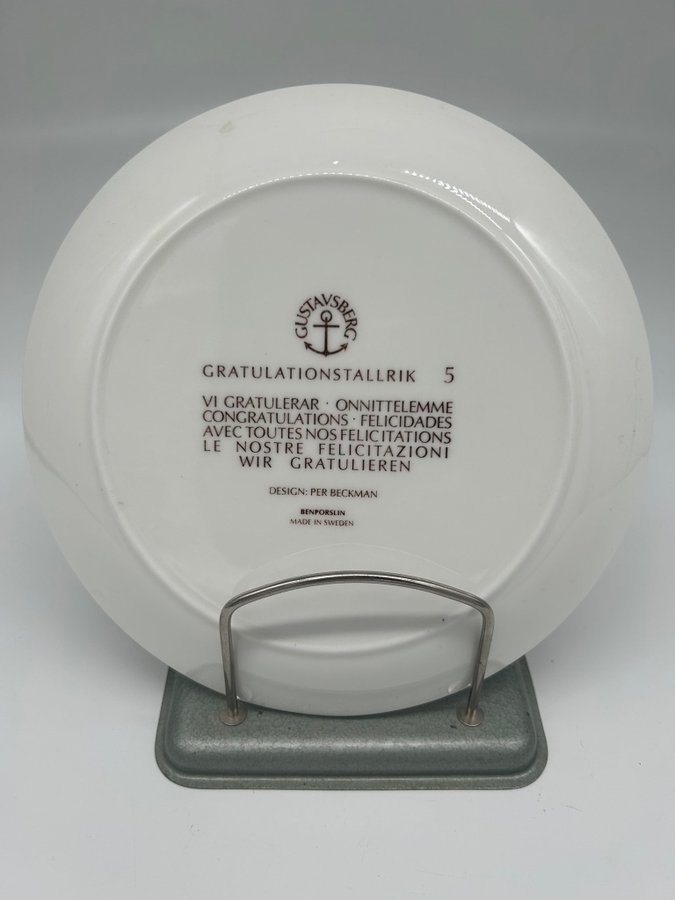 GUSTAVSBERG
GRATULATIONSTALLRIK 5
VI GRATULERAR · ONNITTELEMME
CONGRATULATIONS · FELICIDADES
AVEC TOUTES NOS FELICITATIONS
LE NOSTRE FELICITAZIONI
WIR GRATULIEREN
DESIGN: PER BECKMAN
BENPORSLIN
MADE IN SWEDEN